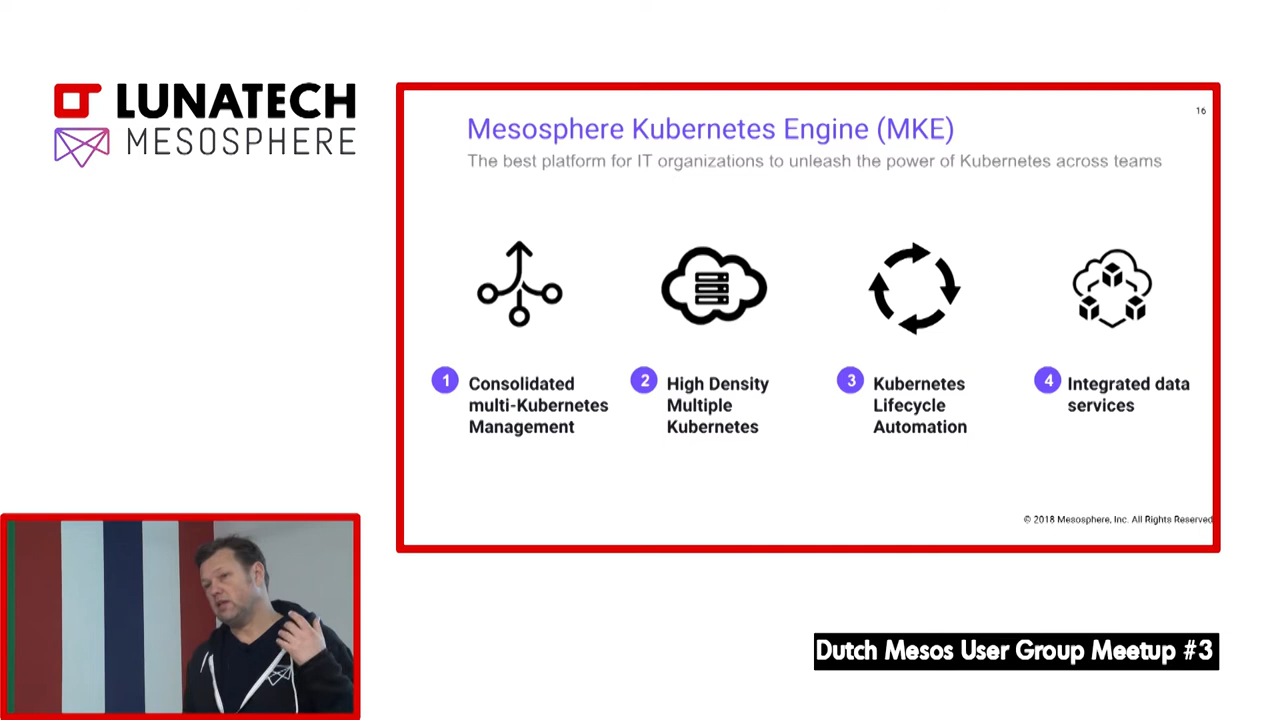 LUNATECH
MESOSPHERE
16
Mesosphere Kubernetes Engine (MKE)
The best platform for IT organizations to unleash the power of Kubernetes across teams
1
Consolidated
multi-Kubernetes
Management
2
High Density
Multiple
Kubernetes
3
Kubernetes
Lifecycle
Automation
4
Integrated data
services
© 2018 Mesosphere, Inc. All Rights Reserved
Dutch Mesos User Group Meetup #3